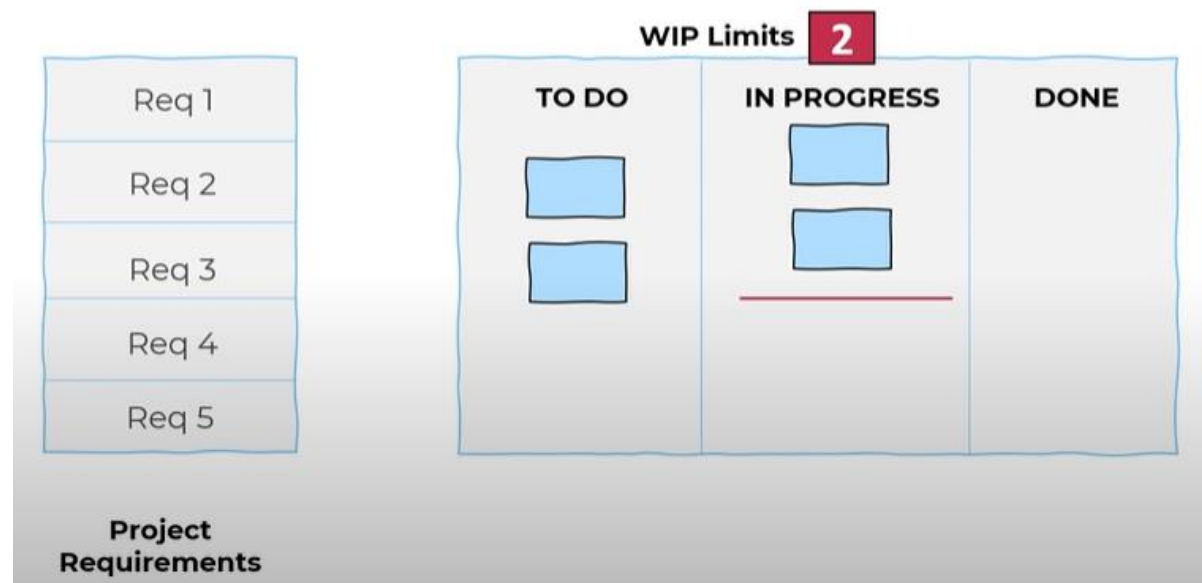 WIP Limits 2
Req 1
Req 2
Req 3
Req 4
Req 5
Project
Requirements
TO DO
IN PROGRESS
DONE